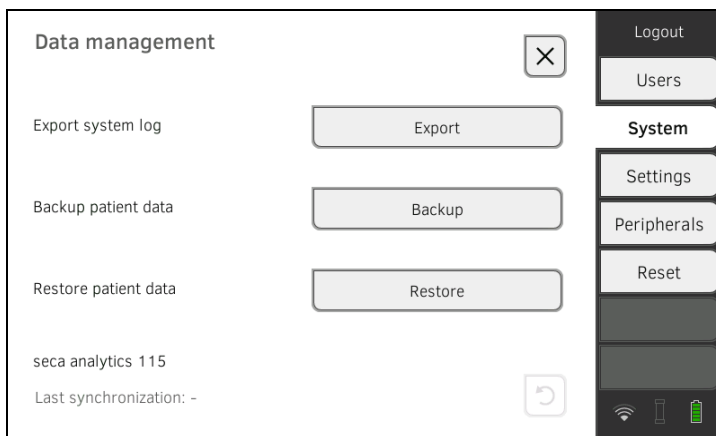 Data management
Export system log
Export
Backup patient data
Backup
Restore patient data
Restore
seca analytics 115
Last synchronization: -
Logout
Users
System
Settings
Peripherals
Reset